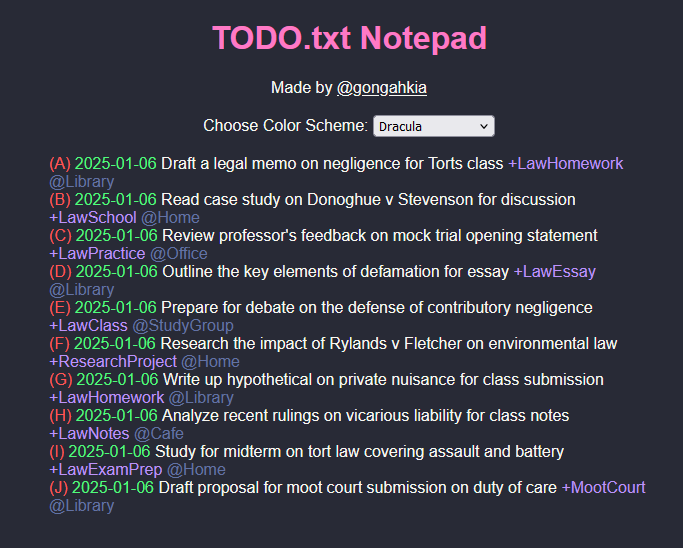 TODO.txt Notepad
Made by @gongahkia
Choose Color Scheme: Dracula
(A) 2025-01-06 Draft a legal memo on negligence for Torts class +LawHomework
@Library
(B) 2025-01-06 Read case study on Donoghue v Stevenson for discussion
+LawSchool @Home
(C) 2025-01-06 Review professor's feedback on mock trial opening statement
+LawPractice @Office
(D) 2025-01-06 Outline the key elements of defamation for essay +LawEssay
@Library
(E) 2025-01-06 Prepare for debate on the defense of contributory negligence
+LawClass @StudyGroup
(F) 2025-01-06 Research the impact of Rylands v Fletcher on environmental law
+ResearchProject @Home
(G) 2025-01-06 Write up hypothetical on private nuisance for class submission
+LawHomework @Library
(H) 2025-01-06 Analyze recent rulings on vicarious liability for class notes
+LawNotes @Cafe
(I) 2025-01-06 Study for midterm on tort law covering assault and battery
+LawExamPrep @Home
(J) 2025-01-06 Draft proposal for moot court submission on duty of care +MootCourt
@Library